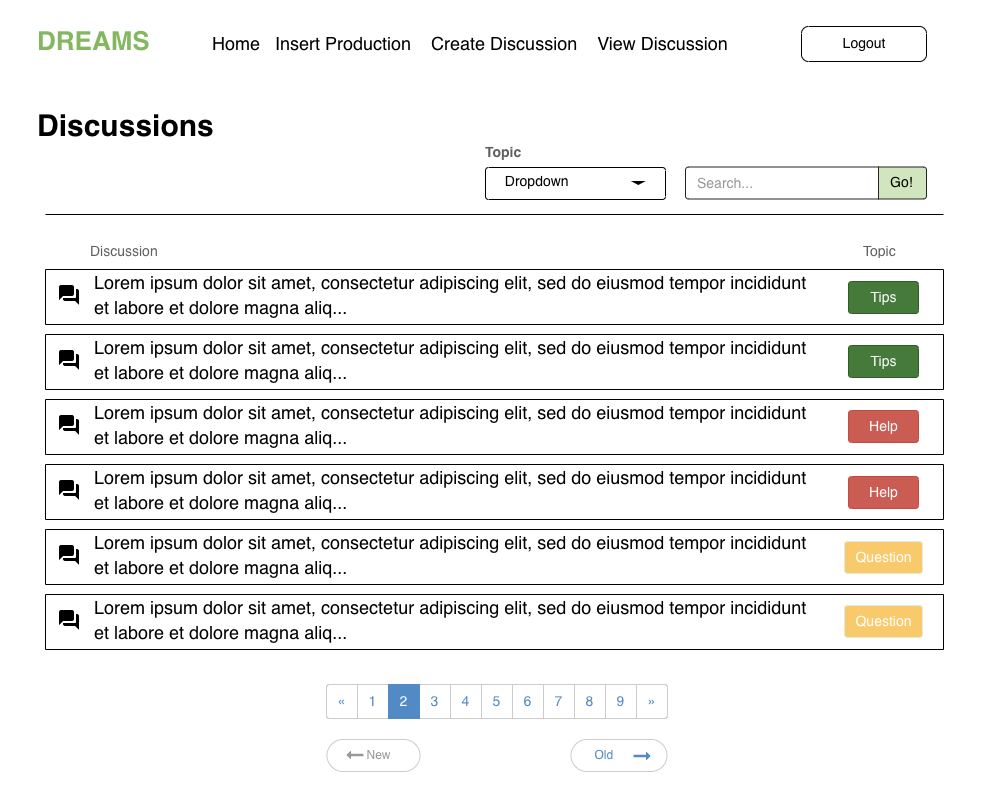 DREAMS Home Insert Production Create Discussion View Discussion Logout
Discussions
Topic
Dropdown Search... Go!
Discussion Topic
Lorem ipsum dolor sit amet, consectetur adipiscing elit, sed do eiusmod tempor incididunt
et labore et dolore magna aliq...
Tips
Lorem ipsum dolor sit amet, consectetur adipiscing elit, sed do eiusmod tempor incididunt
et labore et dolore magna aliq...
Tips
Lorem ipsum dolor sit amet, consectetur adipiscing elit, sed do eiusmod tempor incididunt
et labore et dolore magna aliq...
Help
Lorem ipsum dolor sit amet, consectetur adipiscing elit, sed do eiusmod tempor incididunt
et labore et dolore magna aliq...
Help
Lorem ipsum dolor sit amet, consectetur adipiscing elit, sed do eiusmod tempor incididunt
et labore et dolore magna aliq...
Question
Lorem ipsum dolor sit amet, consectetur adipiscing elit, sed do eiusmod tempor incididunt
et labore et dolore magna aliq...
Question
« 1 2 3 4 5 6 7 8 9 »
New Old